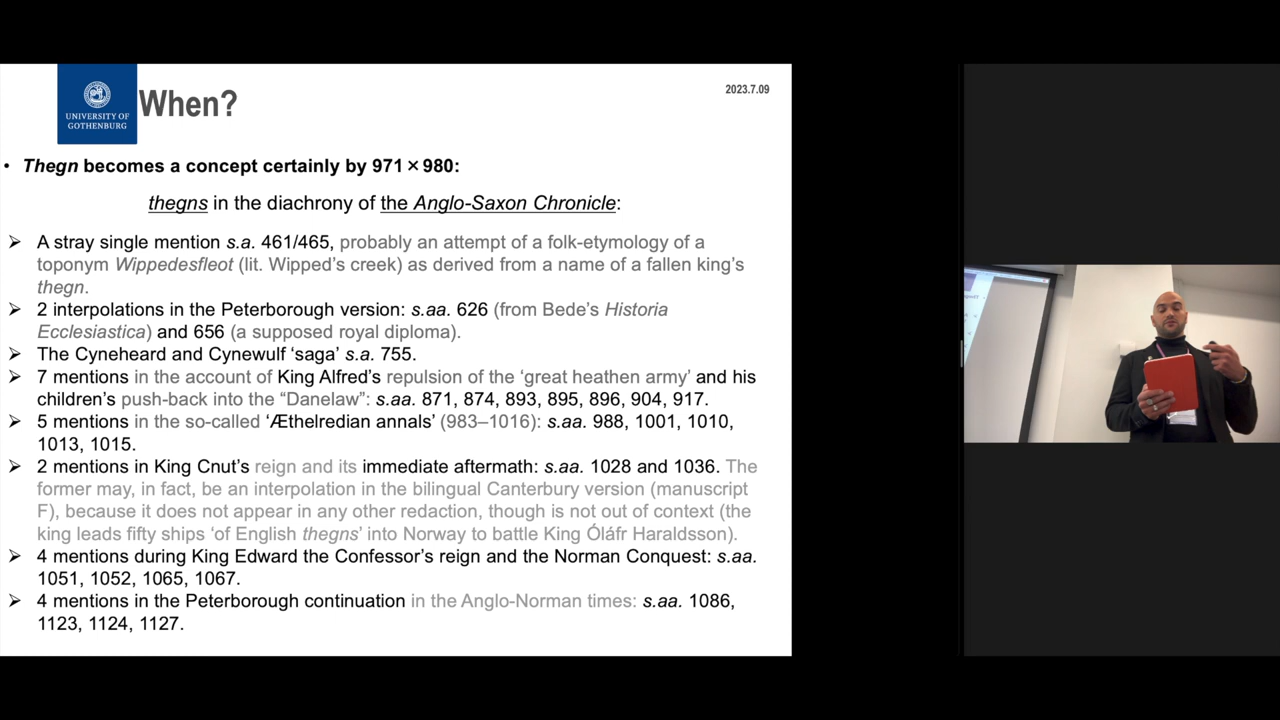 UNIVERSITY OF
GOTHENBURG
When?
2023.7.09
• Thegn becomes a concept certainly by 971 × 980:
thegns in the diachrony of the Anglo-Saxon Chronicle:
➢ A stray single mention s.a. 461/465, probably an attempt of a folk-etymology of a
toponym Wippedesfleot (lit. Wipped’s creek) as derived from a name of a fallen king’s
thegn.
➢ 2 interpolations in the Peterborough version: s.aa. 626 (from Bede’s Historia
Ecclesiastica) and 656 (a supposed royal diploma).
➢ The Cyneheard and Cynewulf ‘saga’ s.a. 755.
➢ 7 mentions in the account of King Alfred’s repulsion of the ‘great heathen army’ and his
children’s push-back into the “Danelaw”: s.aa. 871, 874, 893, 895, 896, 904, 917.
➢ 5 mentions in the so-called ‘Æthelredian annals’ (983–1016): s.aa. 988, 1001, 1010,
1013, 1015.
➢ 2 mentions in King Cnut’s reign and its immediate aftermath: s.aa. 1028 and 1036. The
former may, in fact, be an interpolation in the bilingual Canterbury version (manuscript
F), because it does not appear in any other redaction, though is not out of context (the
king leads fifty ships ‘of English thegns’ into Norway to battle King Óláfr Haraldsson).
➢ 4 mentions during King Edward the Confessor’s reign and the Norman Conquest: s.aa.
1051, 1052, 1065, 1067.
➢ 4 mentions in the Peterborough continuation in the Anglo-Norman times: s.aa. 1086,
1123, 1124, 1127.